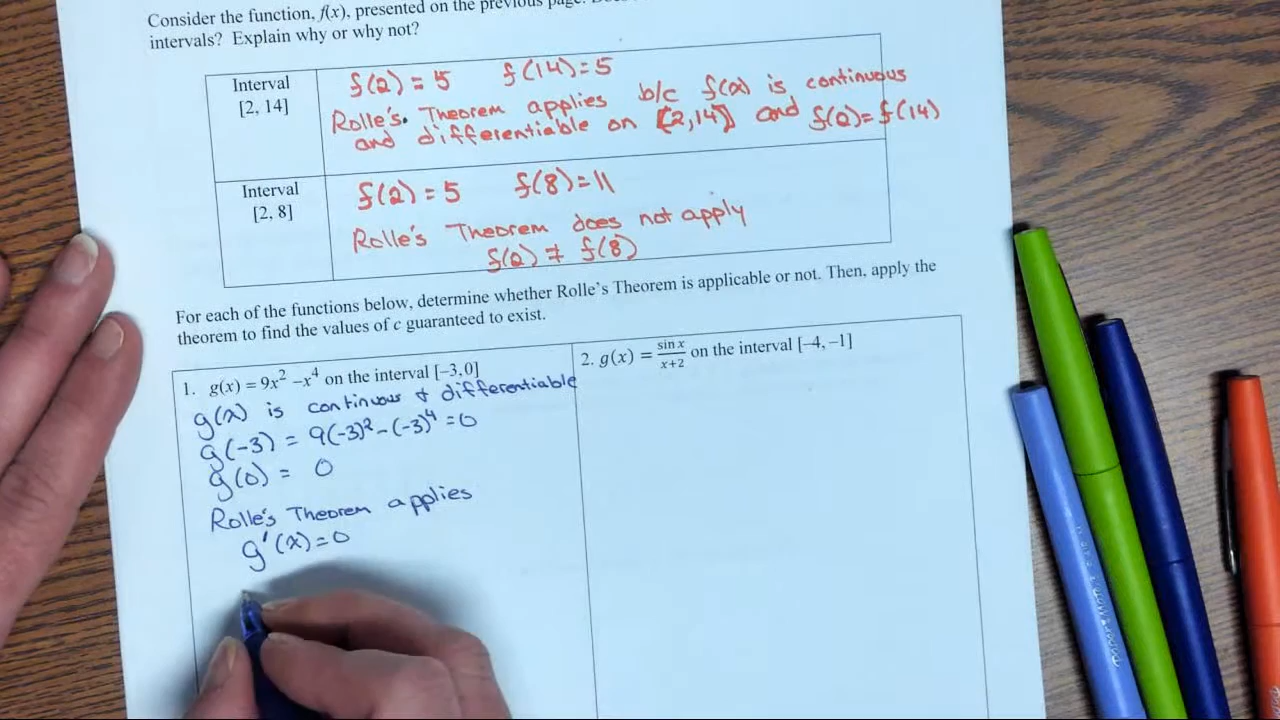 Consider the function, f(x), presented on the previous page.
intervals? Explain why or why not?
Interval
[2, 14]
f(2) = 5 f(14) = 5
Rolle's Theorem applies b/c f(x) is continuous
and differentiable on [2,14] and f(2) = f(14)
Interval
[2, 8]
f(2) = 5 f(8) = 11
Rolle's Theorem does not apply
f(2) ≠ f(8)
For each of the functions below, determine whether Rolle's Theorem is applicable or not. Then, apply the
theorem to find the values of c guaranteed to exist.
1. g(x) = 9x² − x⁴ on the interval [−3,0]
g(x) is continuous + differentiable
g(-3) = 9(-3)² - (-3)⁴ = 0
g(0) = 0
Rolle's Theorem applies
g'(x) = 0
2. g(x) = sin x / x+2 on the interval [−4, −1]
Paper Mate